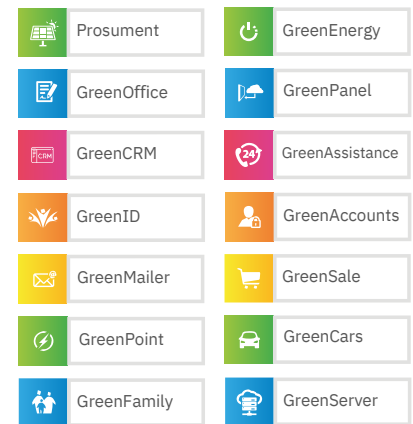 Prosument
GreenEnergy
GreenOffice
GreenPanel
CRM
GreenCRM
24
GreenAssistance
GreenID
GreenAccounts
@
GreenMailer
GreenSale
GreenPoint
GreenCars
GreenFamily
GreenServer